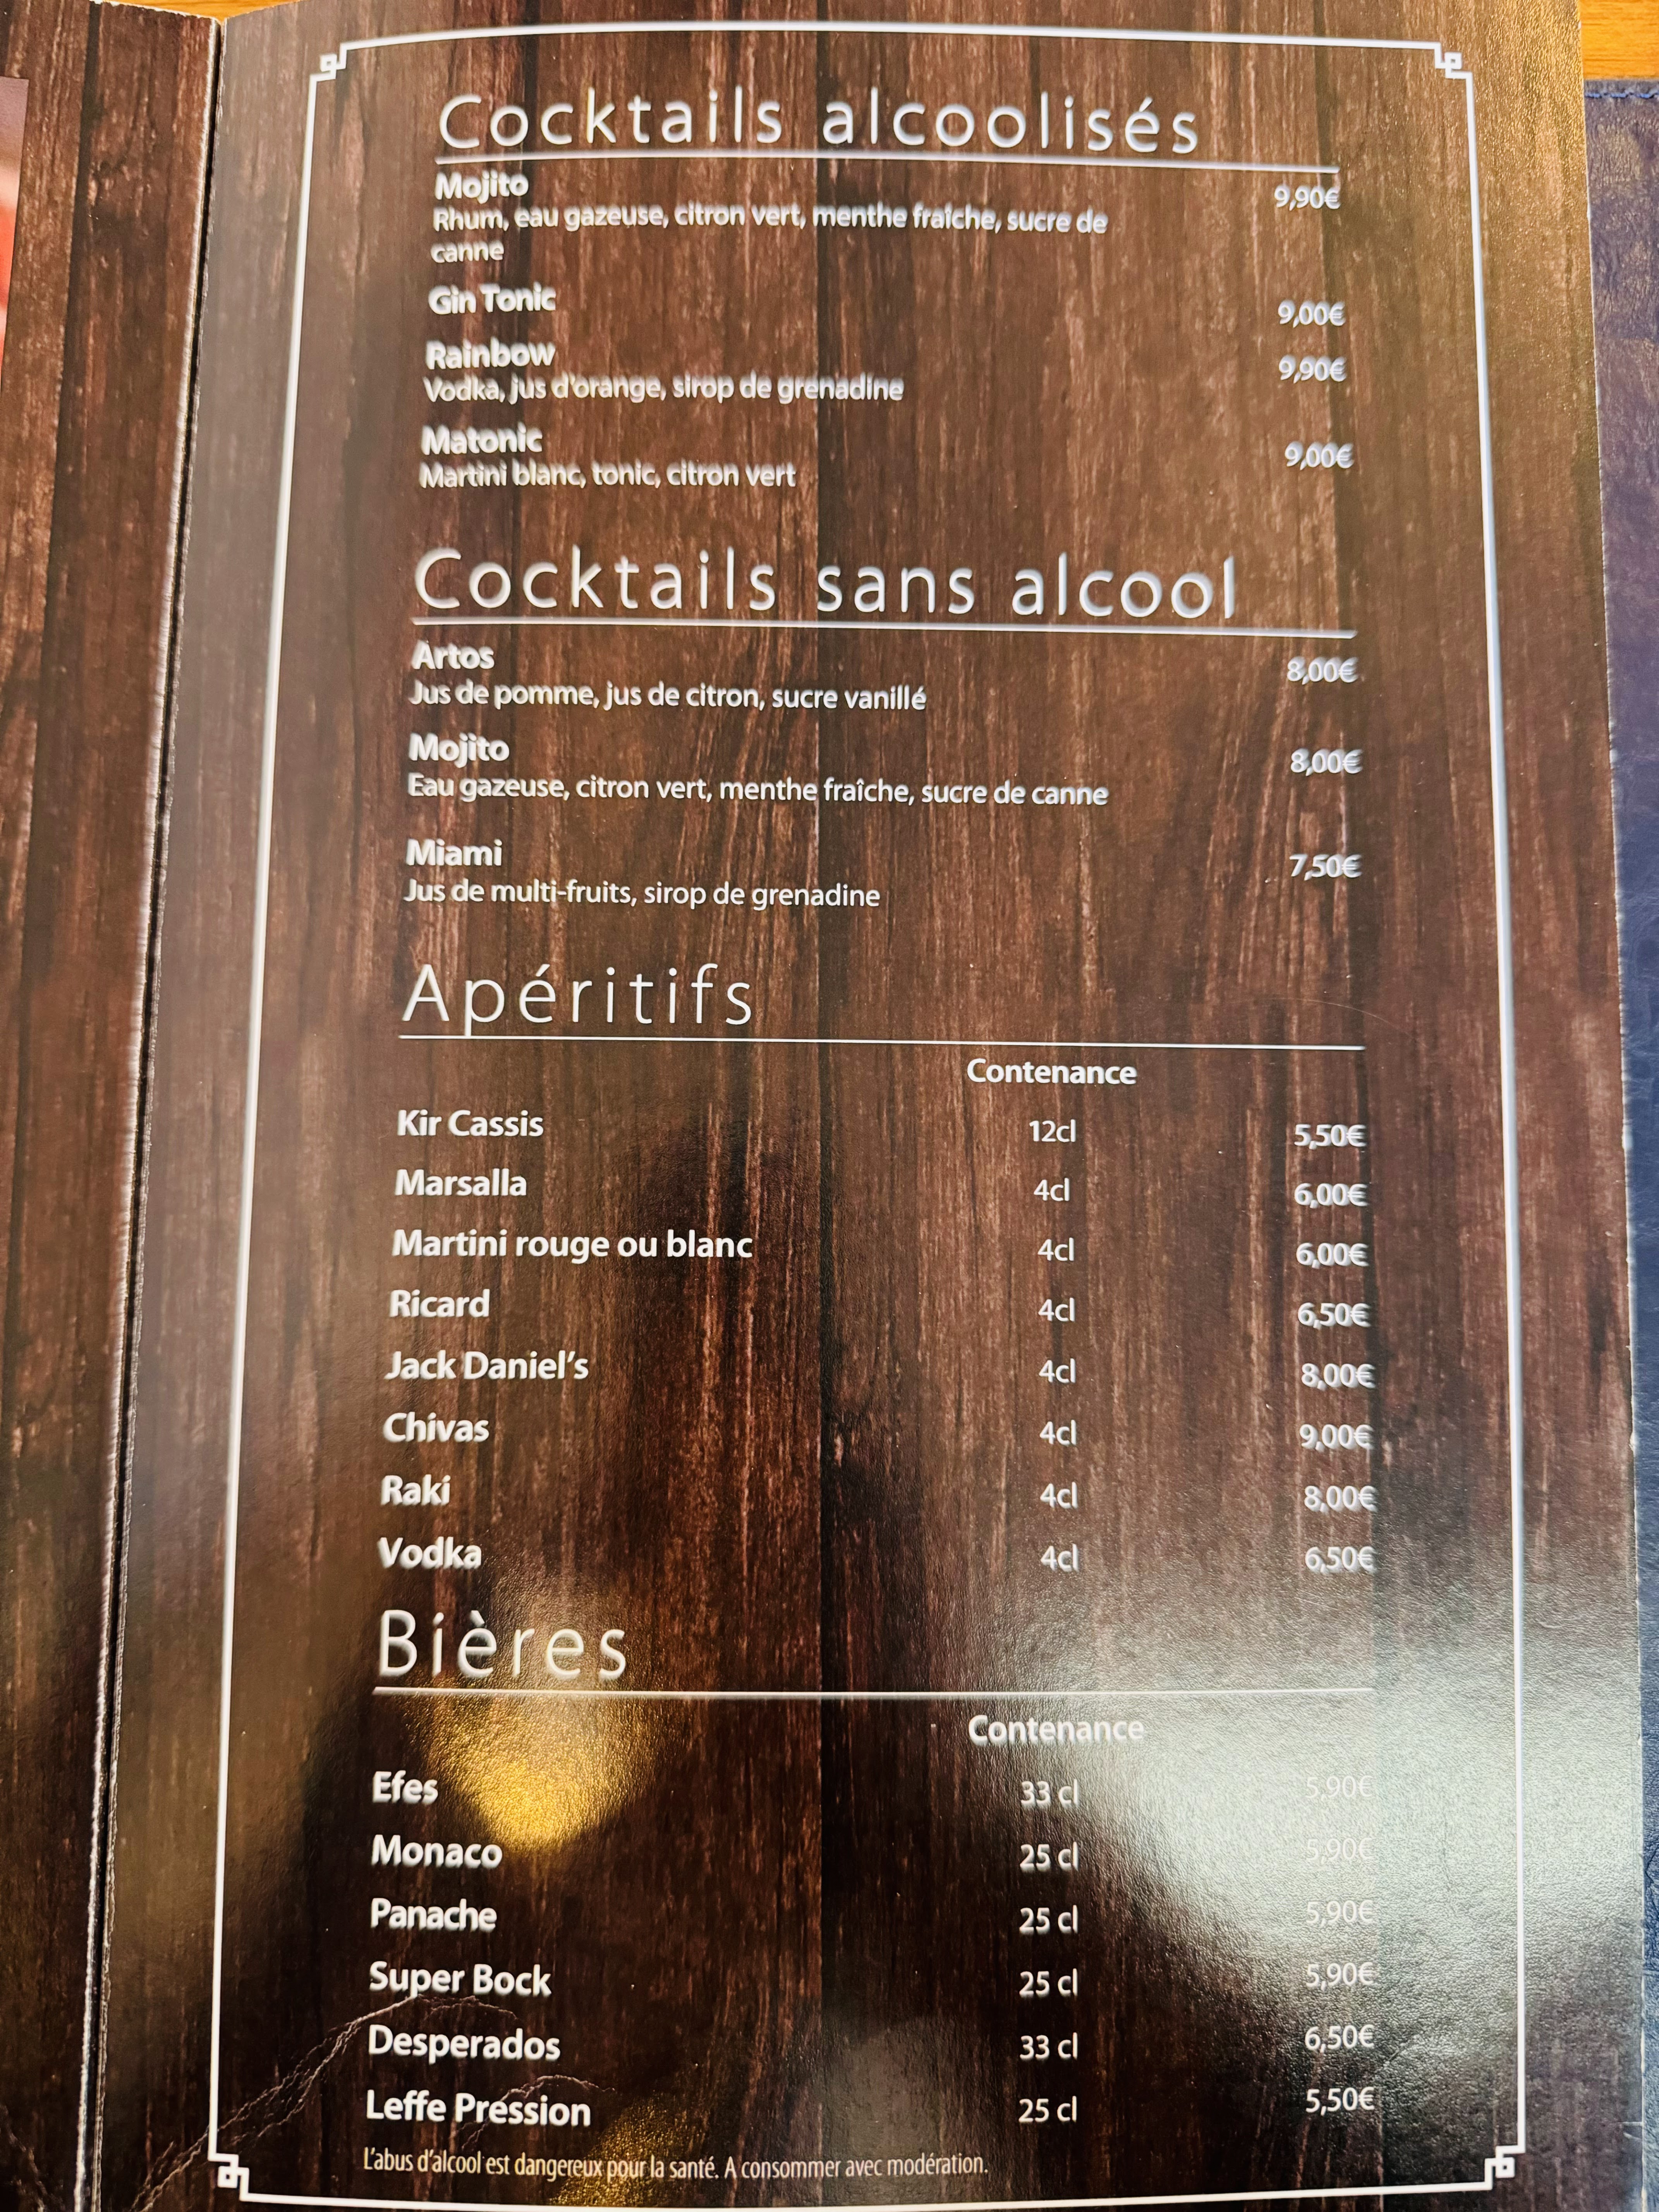 Cocktails alcoolisés
Mojito 9,90€
Rhum, eau gazeuse, citron vert, menthe fraîche, sucre de
canne
Gin Tonic 9,00€
Rainbow 9,90€
Vodka, jus d'orange, sirop de grenadine
Matonic 9,00€
Martini blanc, tonic, citron vert
Cocktails sans alcool
Artos 8,00€
Jus de pomme, jus de citron, sucre vanillé
Mojito 8,00€
Eau gazeuse, citron vert, menthe fraîche, sucre de canne
Miami 7,50€
Jus de multi-fruits, sirop de grenadine
Apéritifs
Contenance
Kir Cassis 12cl 5,50€
Marsalla 4cl 6,00€
Martini rouge ou blanc 4cl 6,00€
Ricard 4cl 6,50€
Jack Daniel's 4cl 8,00€
Chivas 4cl 9,00€
Raki 4cl 8,00€
Vodka 4cl 6,50€
Bières
Contenance
Efes 33 cl 5,90€
Monaco 25 cl 5,90€
Panache 25 cl 5,90€
Super Bock 25 cl 5,90€
Desperados 33 cl 6,50€
Leffe Pression 25 cl 5,50€
L'abus d'alcool est dangereux pour la santé. A consommer avec modération.